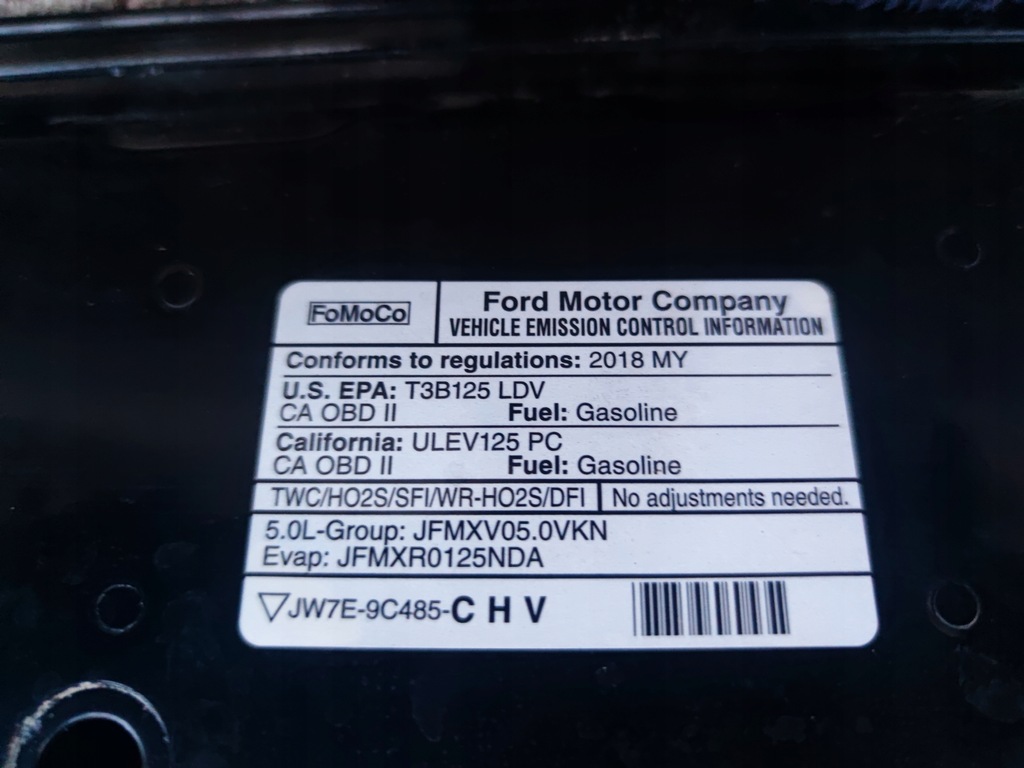 FoMoCo
Ford Motor Company
VEHICLE EMISSION CONTROL INFORMATION
Conforms to regulations: 2018 MY
U.S. EPA: T3B125 LDV
CA OBD II Fuel: Gasoline
California: ULEV125 PC
CA OBD II Fuel: Gasoline
TWC/HO2S/SFI/WR-HO2S/DFI No adjustments needed.
5.0L-Group: JFMXV05.0VKN
Evap: JFMXR0125NDA
▽JW7E-9C485-C H V